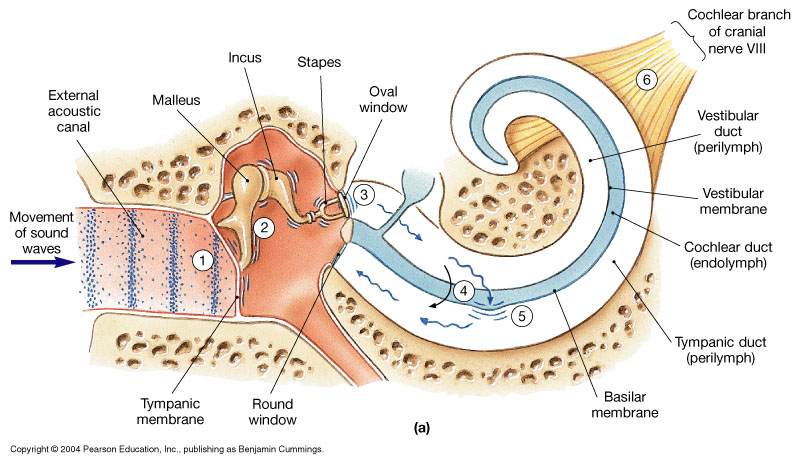 Cochlear branch
of cranial
nerve VIII
Incus
Stapes
Oval
window
External
acoustic
canal
Malleus
6
Vestibular
duct
(perilymph)
3
Vestibular
membrane
Movement
of sound
waves
1
2
Cochlear duct
(endolymph)
4
5
Tympanic duct
(perilymph)
Tympanic
membrane
Round
window
Basilar
membrane
(a)
Copyright © 2004 Pearson Education, Inc., publishing as Benjamin Cummings.